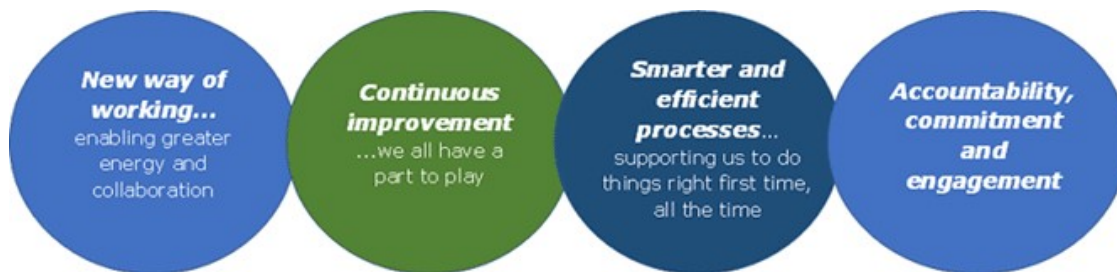 New way of
working...
enabling greater
energy and
collaboration
Continuous
improvement
...we all have a
part to play
Smarter and
efficient
processes...
supporting us to do
things right first time,
all the time
Accountability,
commitment
and
engagement